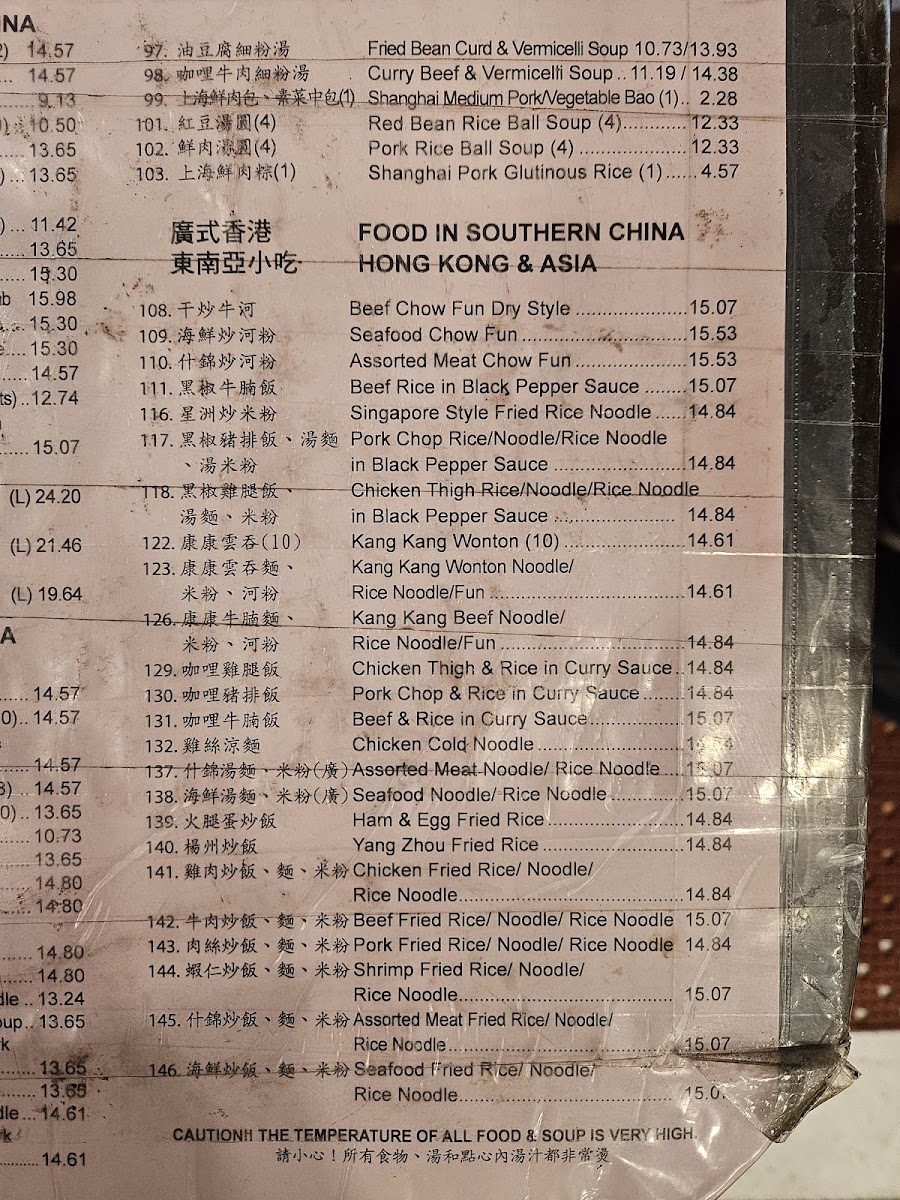 INA
2) 14.57
... 14.57
9.13
10.50
13.65
) ... 13.65
) ... 11.42
13.65
15.30
15.98
15.30
15.30
14.57
ts) .. 12.74
15.07
(L) 24.20
(L) 21.46
(L) 19.64
A
14.57
0) .. 14.57
14.57
3) ... 14.57
0) ... 13.65
10.73
13.65
14.80
14.80
14.80
14.80
dle .. 13.24
oup .. 13.65
rk
13.65
13.65
dle ... 14.61
14.61
97. 油豆腐細粉湯 Fried Bean Curd & Vermicelli Soup 10.73/13.93
98. 咖哩牛肉細粉湯 Curry Beef & Vermicelli Soup .. 11.19 / 14.38
99. 上海鮮肉包、素菜中包(1) Shanghai Medium Pork/Vegetable Bao (1) .. 2.28
101. 紅豆湯圓(4) Red Bean Rice Ball Soup (4) ............ 12.33
102. 鮮肉湯圓(4) Pork Rice Ball Soup (4) .................... 12.33
103. 上海鮮肉粽(1) Shanghai Pork Glutinous Rice (1) ...... 4.57
廣式香港 FOOD IN SOUTHERN CHINA
東南亞小吃 HONG KONG & ASIA
108. 干炒牛河 Beef Chow Fun Dry Style .................... 15.07
109. 海鮮炒河粉 Seafood Chow Fun ............................. 15.53
110. 什錦炒河粉 Assorted Meat Chow Fun .................... 15.53
111. 黑椒牛腩飯 Beef Rice in Black Pepper Sauce ....... 15.07
116. 星洲炒米粉 Singapore Style Fried Rice Noodle ...... 14.84
117. 黑椒豬排飯、湯麵 Pork Chop Rice/Noodle/Rice Noodle
、湯米粉 in Black Pepper Sauce ....................... 14.84
118. 黑椒雞腿飯、 Chicken Thigh Rice/Noodle/Rice Noodle
湯麵、米粉 in Black Pepper Sauce ..................... 14.84
122. 康康雲吞(10) Kang Kang Wonton (10) ..................... 14.61
123. 康康雲吞麵、 Kang Kang Wonton Noodle/
米粉、河粉 Rice Noodle/Fun ................................. 14.61
126. 康康牛腩麵、 Kang Kang Beef Noodle/
米粉、河粉 Rice Noodle/Fun ................................ 14.84
129. 咖哩雞腿飯 Chicken Thigh & Rice in Curry Sauce .. 14.84
130. 咖哩豬排飯 Pork Chop & Rice in Curry Sauce ........ 14.84
131. 咖哩牛腩飯 Beef & Rice in Curry Sauce ................. 15.07
132. 雞絲涼麵 Chicken Cold Noodle .........................
137. 什錦湯麵、米粉(廣) Assorted Meat Noodle/ Rice Noodle .... 15.07
138. 海鮮湯麵、米粉(廣) Seafood Noodle/ Rice Noodle ............. 15.07
139. 火腿蛋炒飯 Ham & Egg Fried Rice ........................ 14.84
140. 楊州炒飯 Yang Zhou Fried Rice ......................... 14.84
141. 雞肉炒飯、麵、米粉 Chicken Fried Rice/ Noodle/
Rice Noodle ........................................ 14.84
142. 牛肉炒飯、麵、米粉 Beef Fried Rice/ Noodle/ Rice Noodle 15.07
143. 肉絲炒飯、麵、米粉 Pork Fried Rice/ Noodle/ Rice Noodle 14.84
144. 蝦仁炒飯、麵、米粉 Shrimp Fried Rice/ Noodle/
Rice Noodle ...................................... 15.07
145. 什錦炒飯、麵、米粉 Assorted Meat Fried Rice/ Noodle/
Rice Noodle ........................................ 15.07
146. 海鮮炒飯、麵、米粉 Seafood Fried Rice/ Noodle/
Rice Noodle ......................................
CAUTION!! THE TEMPERATURE OF ALL FOOD & SOUP IS VERY HIGH.
請小心！所有食物、湯和點心內湯汁都非常燙